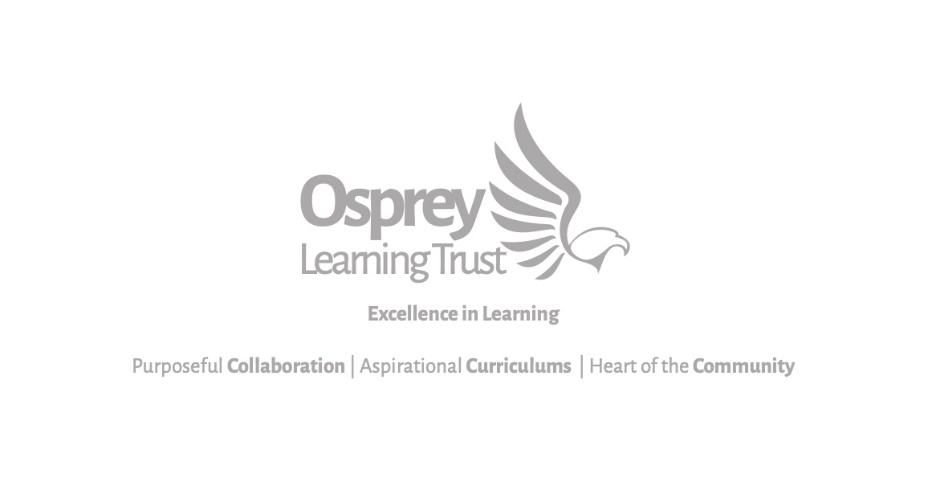 Osprey
Learning Trust
Excellence in Learning
Purposeful Collaboration | Aspirational Curriculums | Heart of the Community